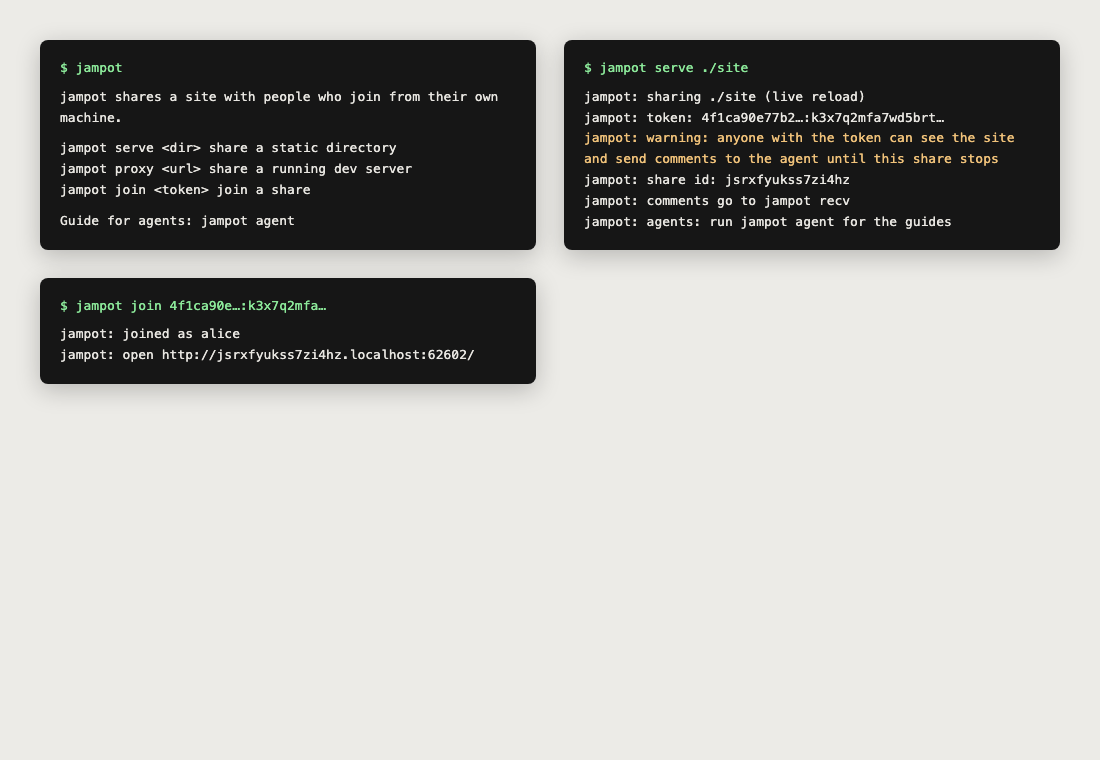 $ jampot
jampot shares a site with people who join from their own
machine.
jampot serve <dir> share a static directory
jampot proxy <url> share a running dev server
jampot join <token> join a share
Guide for agents: jampot agent
$ jampot serve ./site
jampot: sharing ./site (live reload)
jampot: token: 4f1ca90e77b2…:k3x7q2mfa7wd5brt…
jampot: warning: anyone with the token can see the site
and send comments to the agent until this share stops
jampot: share id: jsrxfyukss7zi4hz
jampot: comments go to jampot recv
jampot: agents: run jampot agent for the guides
$ jampot join 4f1ca90e…:k3x7q2mfa…
jampot: joined as alice
jampot: open http://jsrxfyukss7zi4hz.localhost:62602/